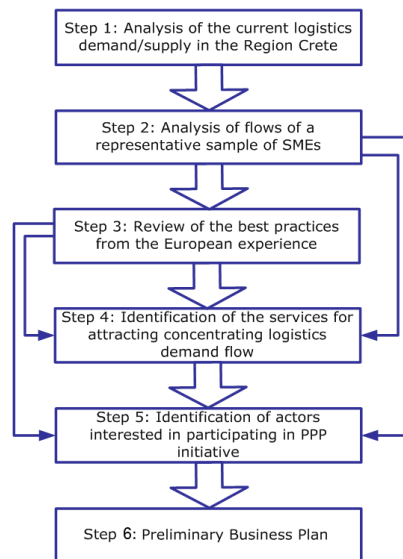 Step 1: Analysis of the current logistics
demand/supply in the Region Crete
Step 2: Analysis of flows of a
representative sample of SMEs
Step 3: Review of the best practices
from the European experience
Step 4: Identification of the services for
attracting concentrating logistics
demand flow
Step 5: Identification of actors
interested in participating in PPP
initiative
Step 6: Preliminary Business Plan